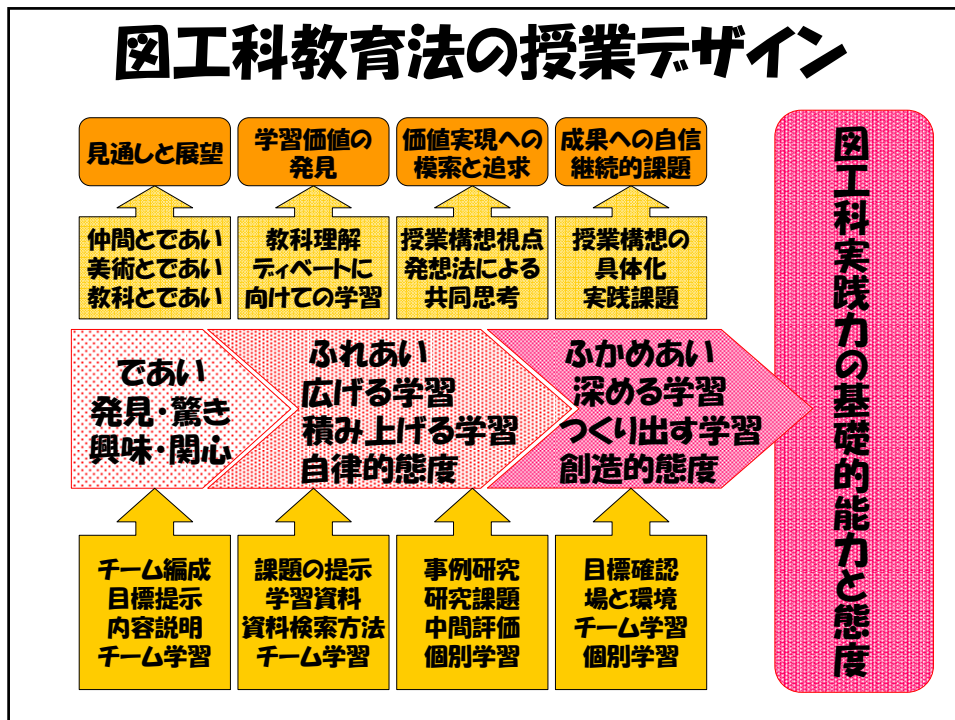 図工科教育法の授業デザイン
見通しと展望
学習価値の
発見
価値実現への
模索と追求
成果への自信
継続的課題
仲間とであい
美術とであい
教科とであい
教科理解
ディベートに
向けての学習
授業構想視点
発想法による
共同思考
授業構想の
具体化
実践課題
であい
発見・驚き
興味・関心
ふれあい
広げる学習
積み上げる学習
自律的態度
ふかめあい
深める学習
つくり出す学習
創造的態度
チーム編成
目標提示
内容説明
チーム学習
課題の提示
学習資料
資料検索方法
チーム学習
事例研究
研究課題
中間評価
個別学習
目標確認
場と環境
チーム学習
個別学習
図工科実践力の基礎的能力と態度